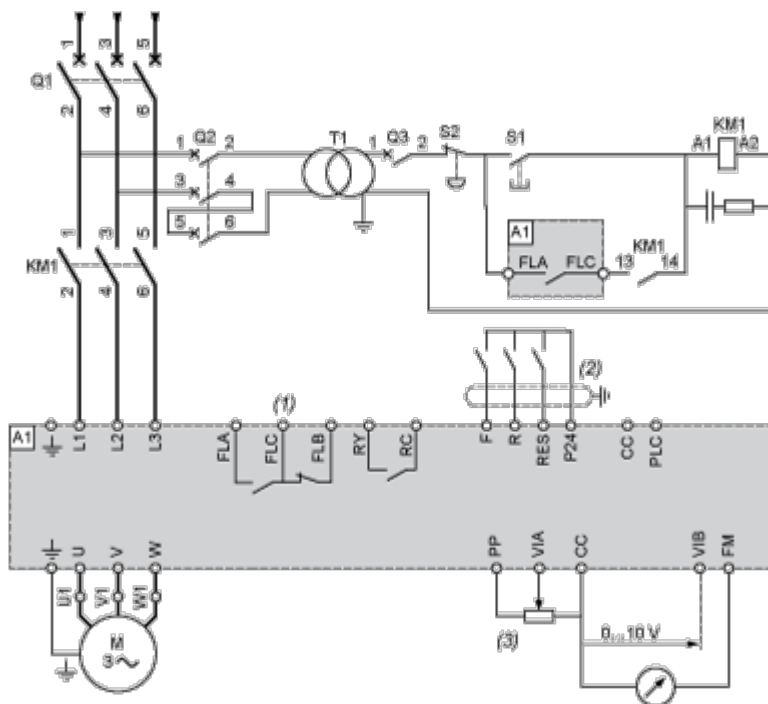 1 3 5
Q1
2 4 6
1 Q2 2
3 4
5 6
T1
1 Q3 2
S2
S1
KM1
A1 A2
A1
FLA FLC
KM1
13 14
1 3 5
KM1
2 4 6
(1)
(2)
A1
L1 L2 L3 FLA FLC FLB RY RC F R RES P24 CC PLC
U V W PP VIA CC VIB FM
U1 V1 W1
(3)
0 ... 10 V
M
3